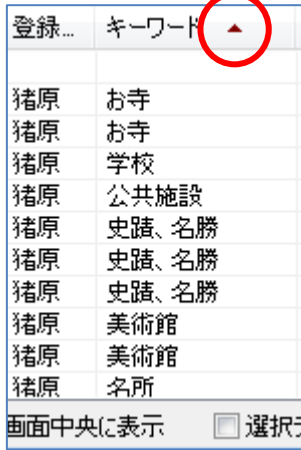 登録... キーワード ▲
猪原 お寺
猪原 お寺
猪原 学校
猪原 公共施設
猪原 史蹟、名勝
猪原 史蹟、名勝
猪原 史蹟、名勝
猪原 美術館
猪原 美術館
猪原 名所
画面中央に表示 選択